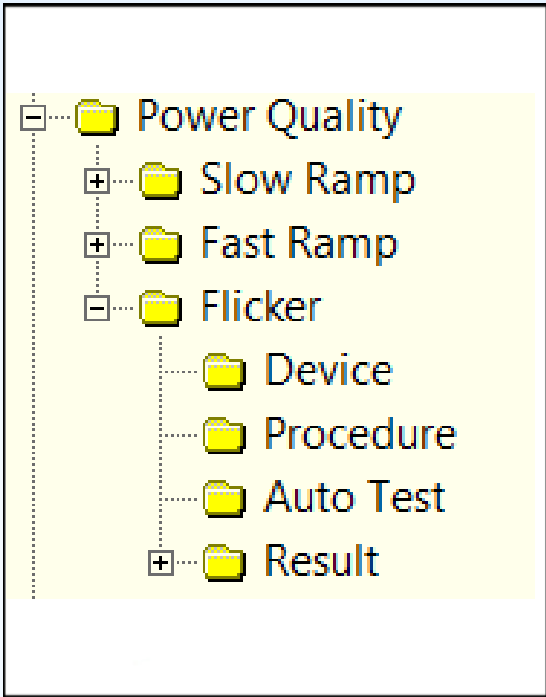 Power Quality
Slow Ramp
Fast Ramp
Flicker
Device
Procedure
Auto Test
Result